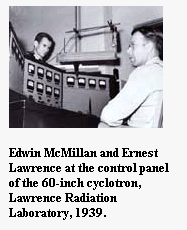 Edwin McMillan and Ernest
Lawrence at the control panel
of the 60-inch cyclotron,
Lawrence Radiation
Laboratory, 1939.